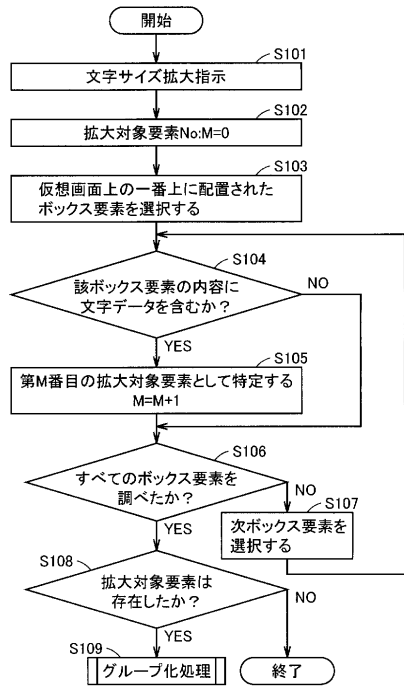 開始
S101
文字サイズ拡大指示
S102
拡大対象要素No:M=0
S103
仮想画面上の一番上に配置された
ボックス要素を選択する
S104
該ボックス要素の内容に
文字データを含むか？
NO
YES
S105
第M番目の拡大対象要素として特定する
M=M+1
S106
すべてのボックス要素を
調べたか？
NO
YES
S107
次ボックス要素を
選択する
S108
拡大対象要素は
存在したか？
NO
YES
S109
グループ化処理
終了